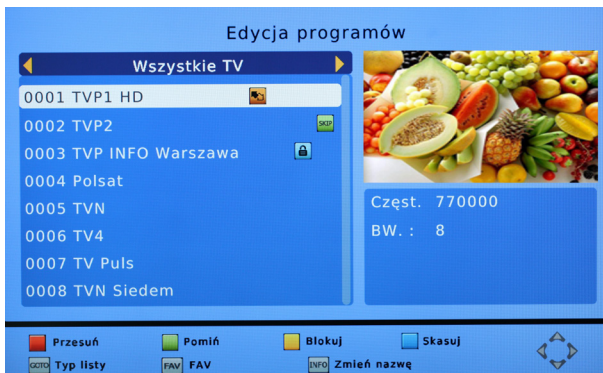 Edycja programów
Wszystkie TV
0001 TVP1 HD
0002 TVP2 SKIP
0003 TVP INFO Warszawa
0004 Polsat
0005 TVN
0006 TV4
0007 TV Puls
0008 TVN Siedem
Częst. 770000
BW. : 8
Przesuń Pomiń Blokuj Skasuj
GOTO Typ listy FAV FAV INFO Zmień nazwę